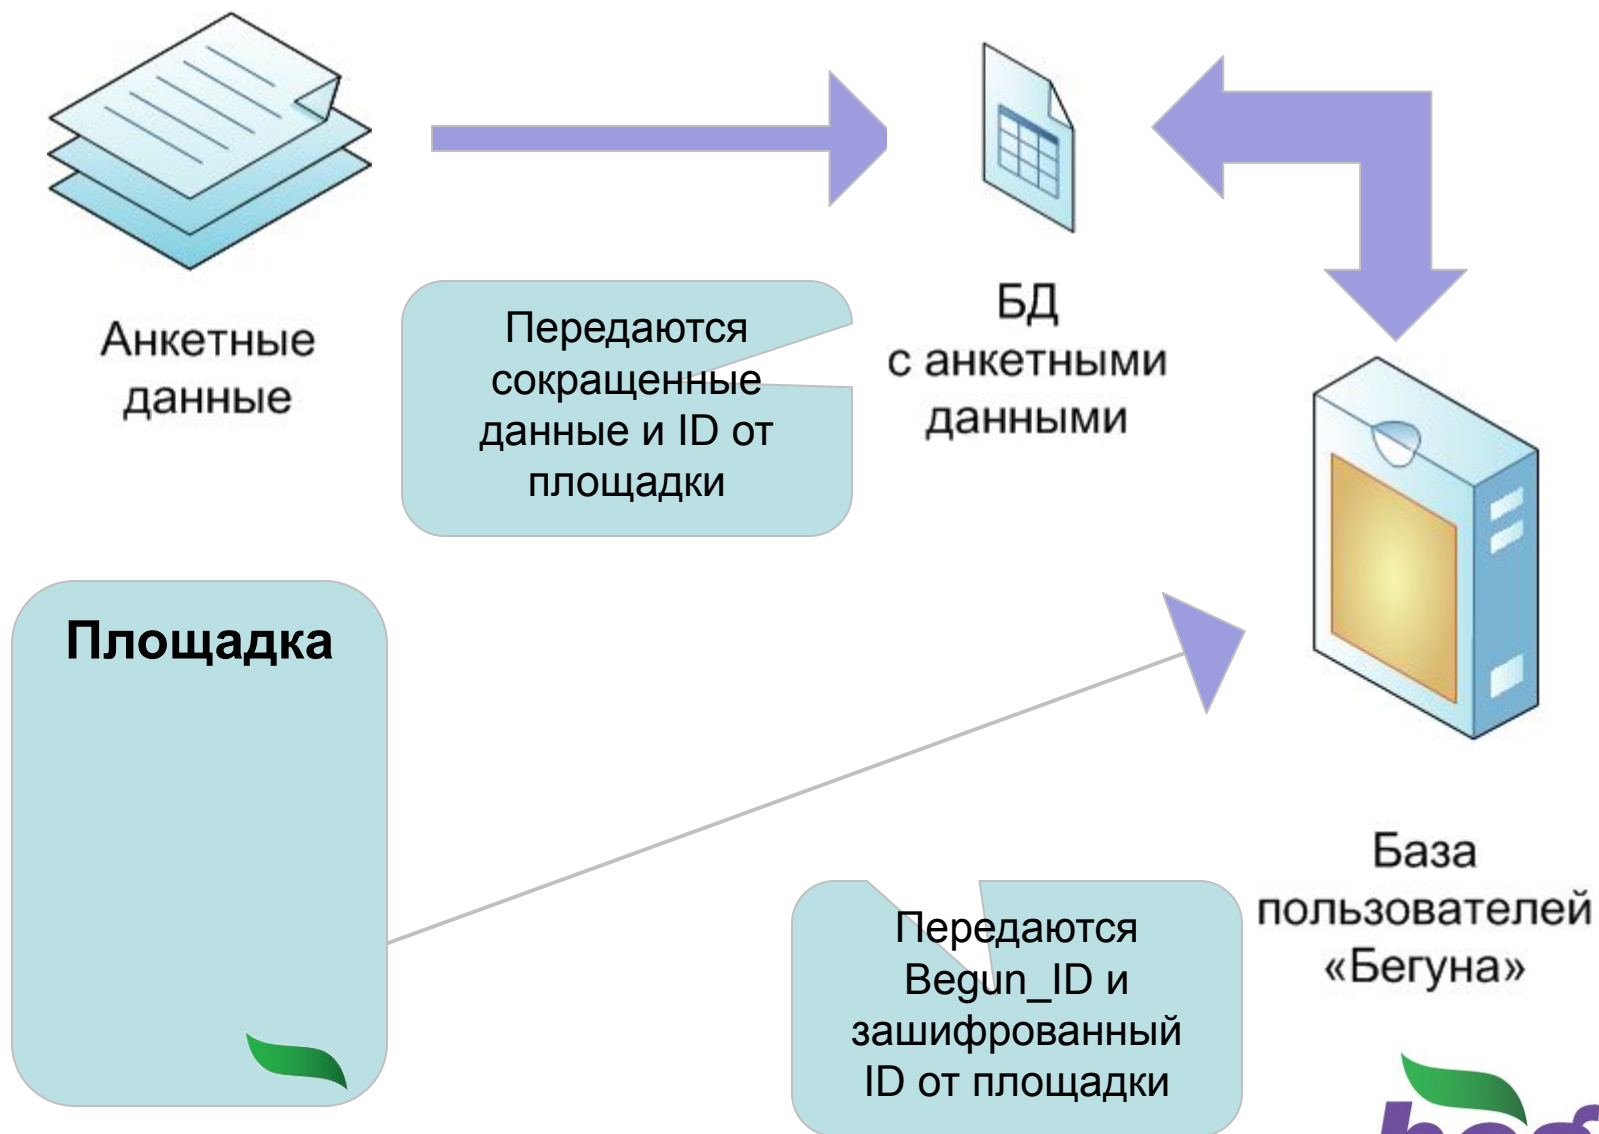 Анкетные
данные
Передаются
сокращенные
данные и ID от
площадки
БД
с анкетными
данными
Площадка
База
пользователей
«Бегуна»
Передаются
Begun_ID и
зашифрованный
ID от площадки